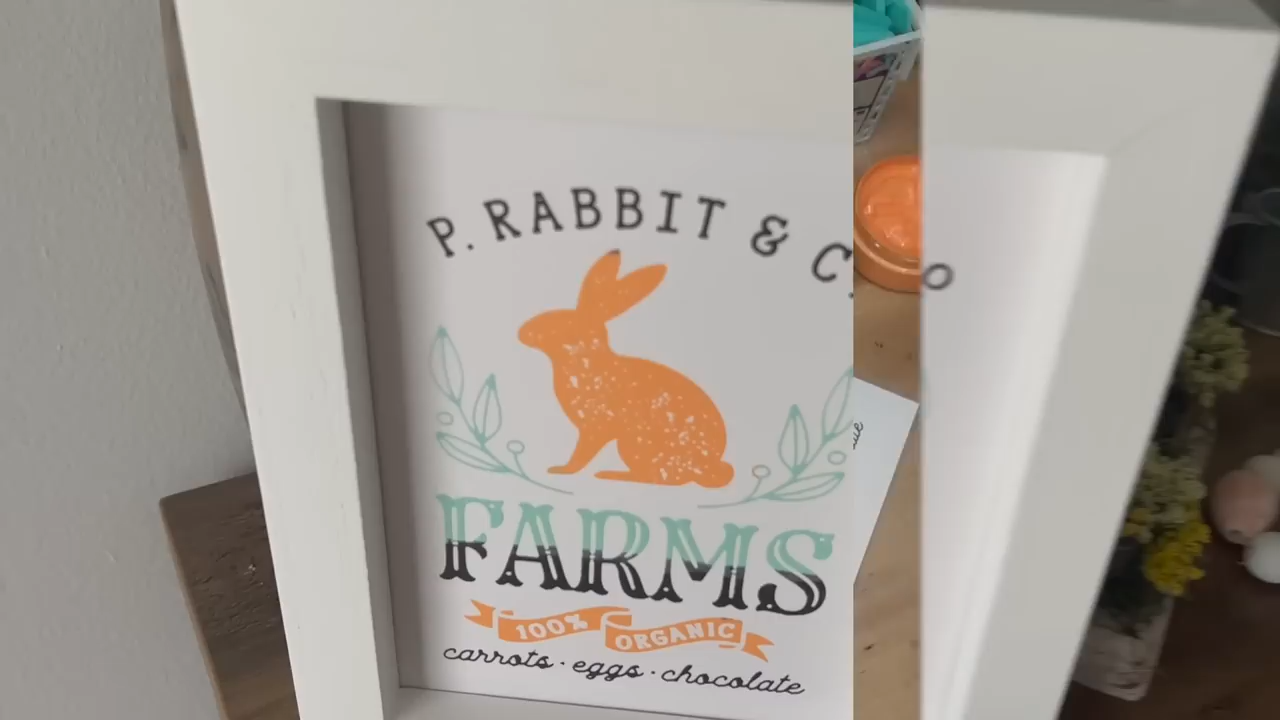 P. RABBIT & C.o
FARMS
100% ORGANIC
carrots · eggs · chocolate